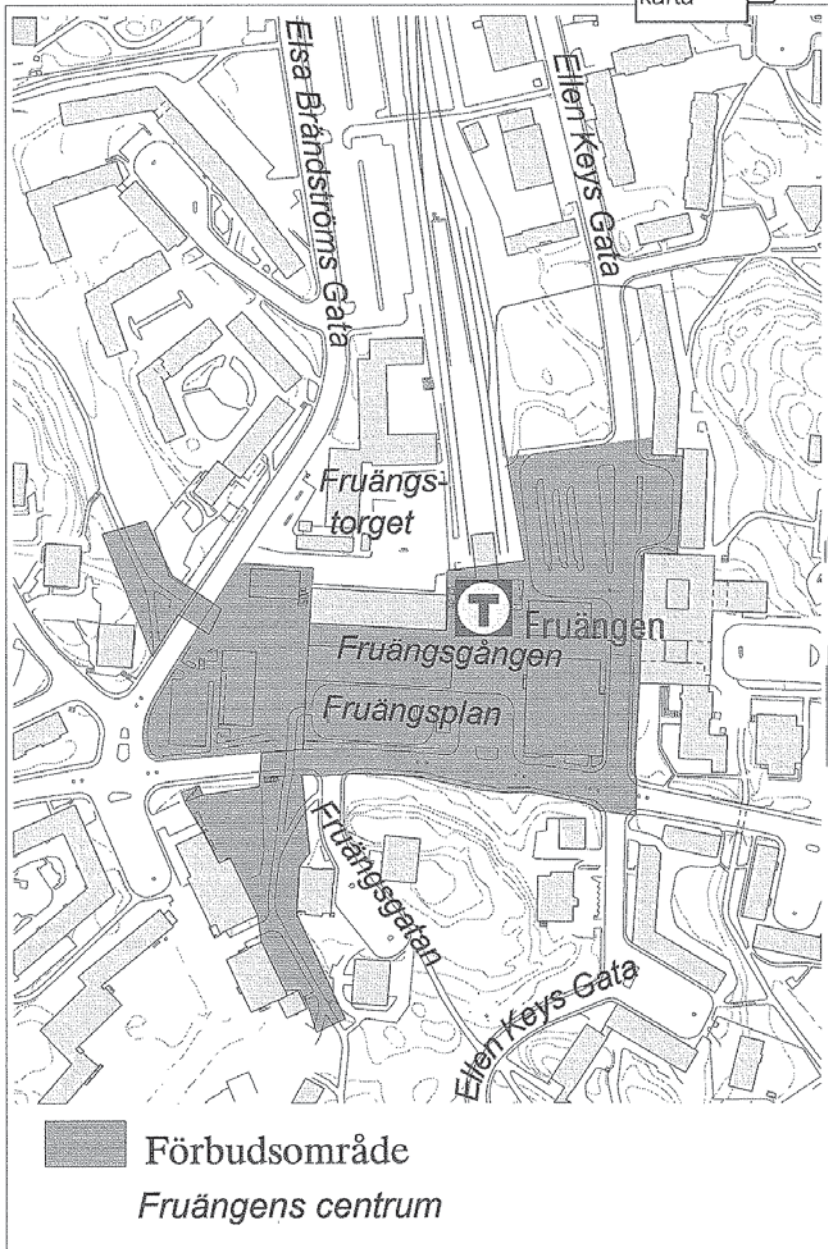 karta
Elsa Brändströms Gata
Ellen Keys Gata
Fruängs-
torget
T Fruängen
Fruängsgången
Fruängsplan
Fruängsgatan
Ellen Keys Gata
Förbudsområde
Fruängens centrum